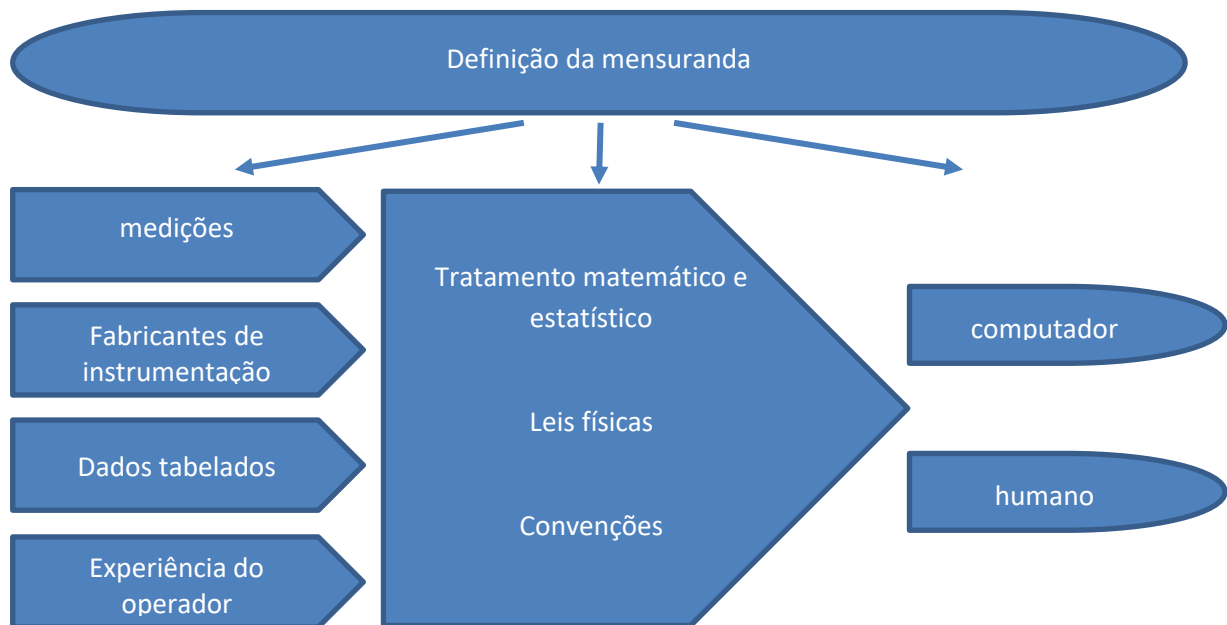 Definição da mensuranda
medições
Fabricantes de
instrumentação
Dados tabelados
Experiência do
operador
Tratamento matemático e
estatístico
Leis físicas
Convenções
computador
humano